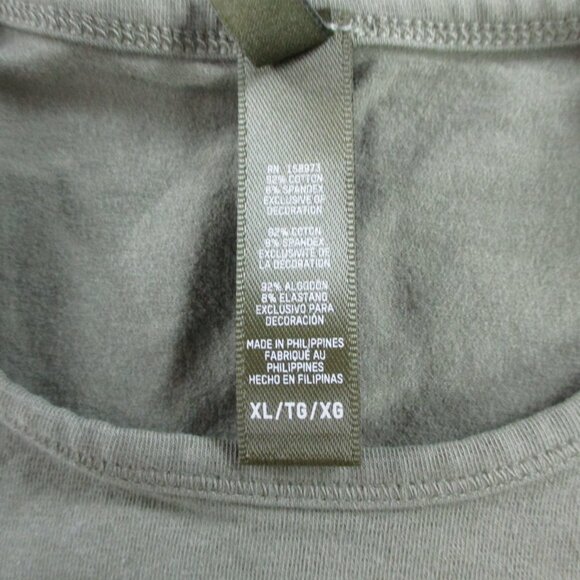 RN 158973
92% COTTON
8% SPANDEX
EXCLUSIVE OF
DECORATION
92% COTON
8% SPANDEX
EXCLUSIVITE DE
LA DECORATION
92% ALGODÓN
8% ELASTANO
EXCLUSIVO PARA
DECORACIÓN
MADE IN PHILIPPINES
FABRIQUÉ AU
PHILIPPINES
HECHO EN FILIPINAS
XL/TG/XG